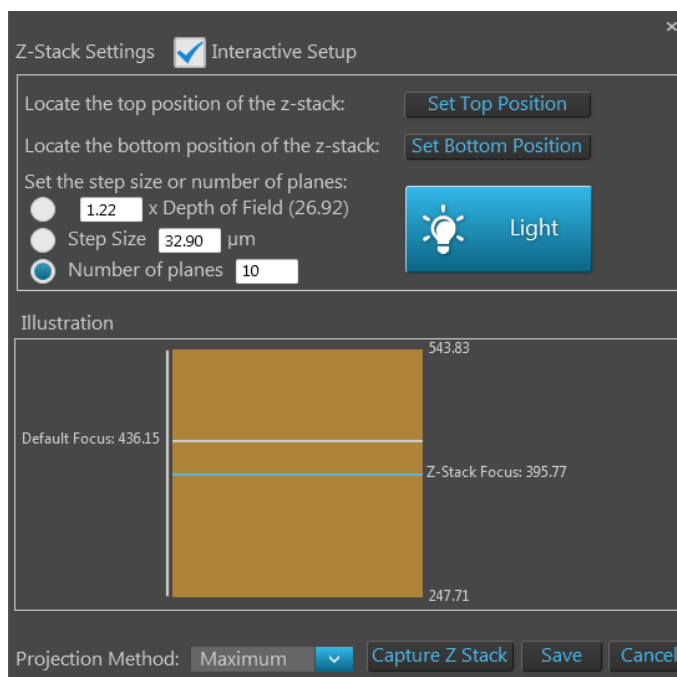 ×
Z-Stack Settings Interactive Setup
Locate the top position of the z-stack: Set Top Position
Locate the bottom position of the z-stack: Set Bottom Position
Set the step size or number of planes:
1.22 x Depth of Field (26.92)
Step Size 32.90 µm
Number of planes 10
Light
Illustration
543.83
Default Focus: 436.15
Z-Stack Focus: 395.77
247.71
Projection Method: Maximum Capture Z Stack Save Cancel